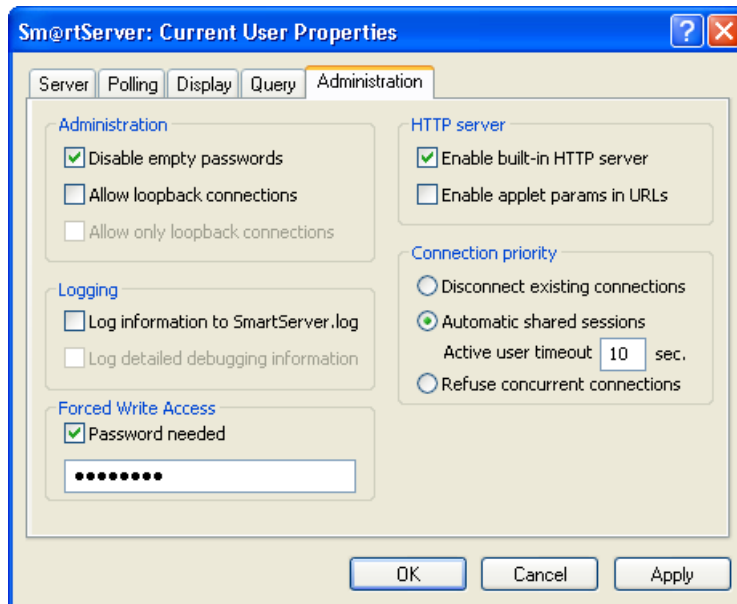 Sm@rtServer: Current User Properties
Server Polling Display Query Administration
Administration
Disable empty passwords
Allow loopback connections
Allow only loopback connections
Logging
Log information to SmartServer.log
Log detailed debugging information
Forced Write Access
Password needed
••••••••
HTTP server
Enable built-in HTTP server
Enable applet params in URLs
Connection priority
Disconnect existing connections
Automatic shared sessions
Active user timeout 10 sec.
Refuse concurrent connections
OK Cancel Apply